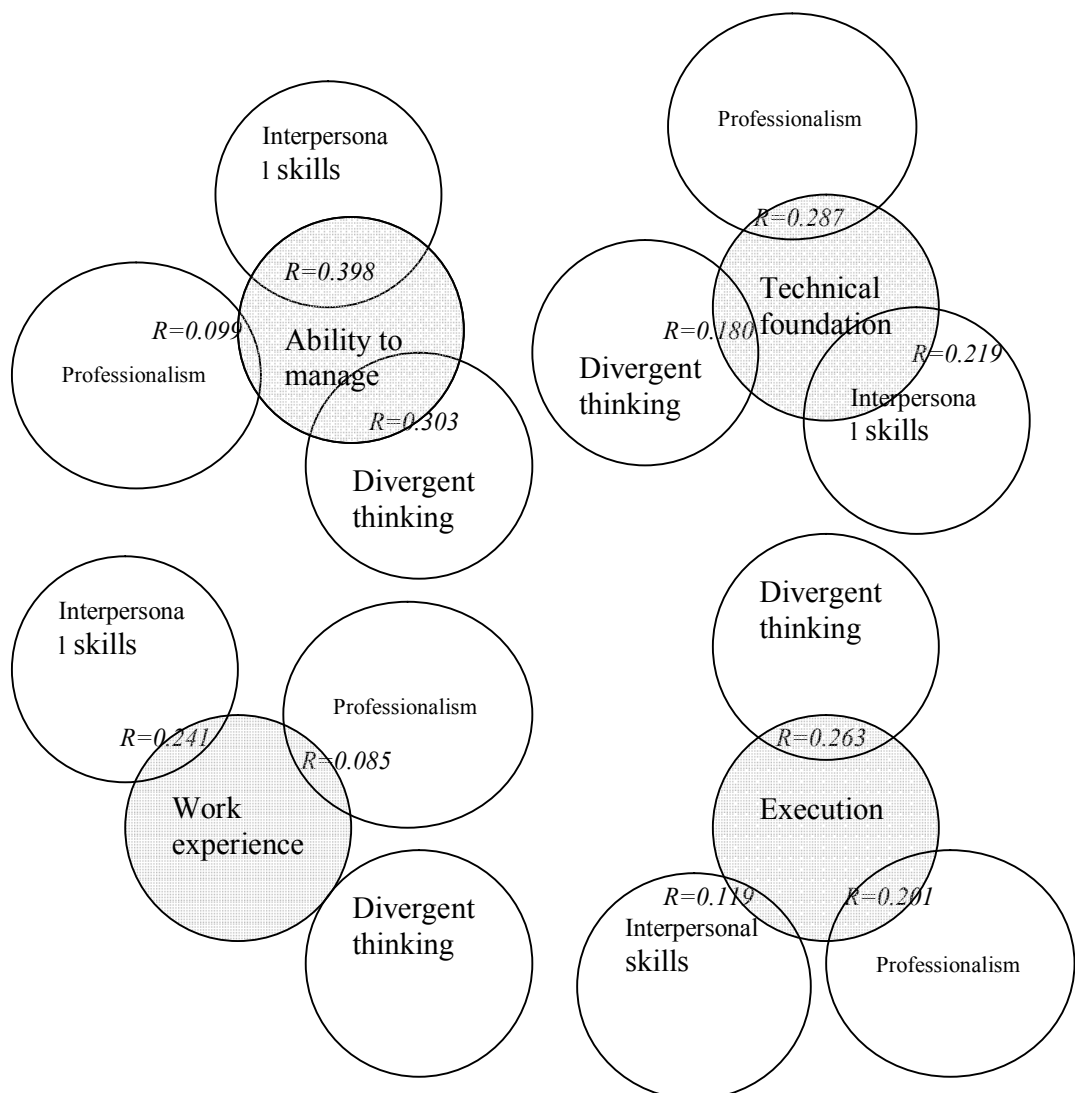 Interpersona
l skills
R=0.398
R=0.099
Ability to
manage
Professionalism
R=0.303
Divergent
thinking
Professionalism
R=0.287
Technical
foundation
R=0.180
R=0.219
Divergent
thinking
Interpersona
l skills
Interpersona
l skills
Professionalism
R=0.241
R=0.085
Work
experience
Divergent
thinking
Divergent
thinking
R=0.263
Execution
R=0.119
R=0.201
Interpersonal
skills
Professionalism